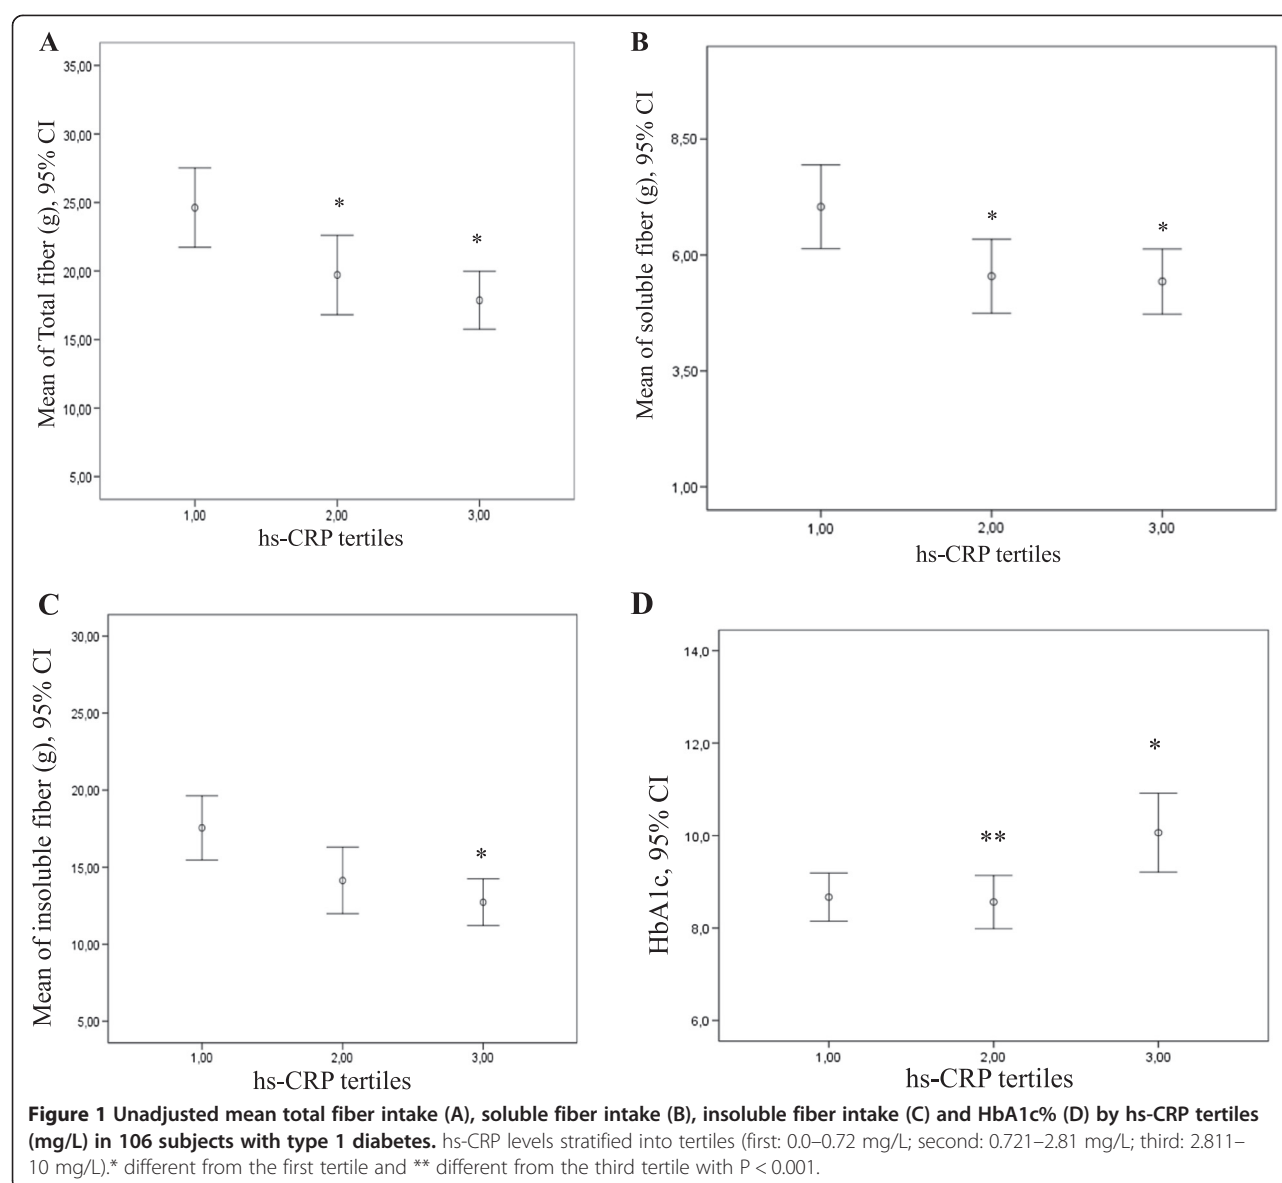 A
Mean of Total fiber (g), 95% CI
35,00
30,00
25,00
20,00
15,00
10,00
5,00
*
*
1,00 2,00 3,00
hs-CRP tertiles
B
Mean of soluble fiber (g), 95% CI
8,50
6,00
3,50
1,00
*
*
1,00 2,00 3,00
hs-CRP tertiles
C
Mean of insoluble fiber (g), 95% CI
30,00
25,00
20,00
15,00
10,00
5,00
*
1,00 2,00 3,00
hs-CRP tertiles
D
HbA1c, 95% CI
14,0
12,0
10,0
8,0
6,0
**
*
1,00 2,00 3,00
hs-CRP tertiles
Figure 1 Unadjusted mean total fiber intake (A), soluble fiber intake (B), insoluble fiber intake (C) and HbA1c% (D) by hs-CRP tertiles
(mg/L) in 106 subjects with type 1 diabetes. hs-CRP levels stratified into tertiles (first: 0.0–0.72 mg/L; second: 0.721–2.81 mg/L; third: 2.811–
10 mg/L).* different from the first tertile and ** different from the third tertile with P < 0.001.